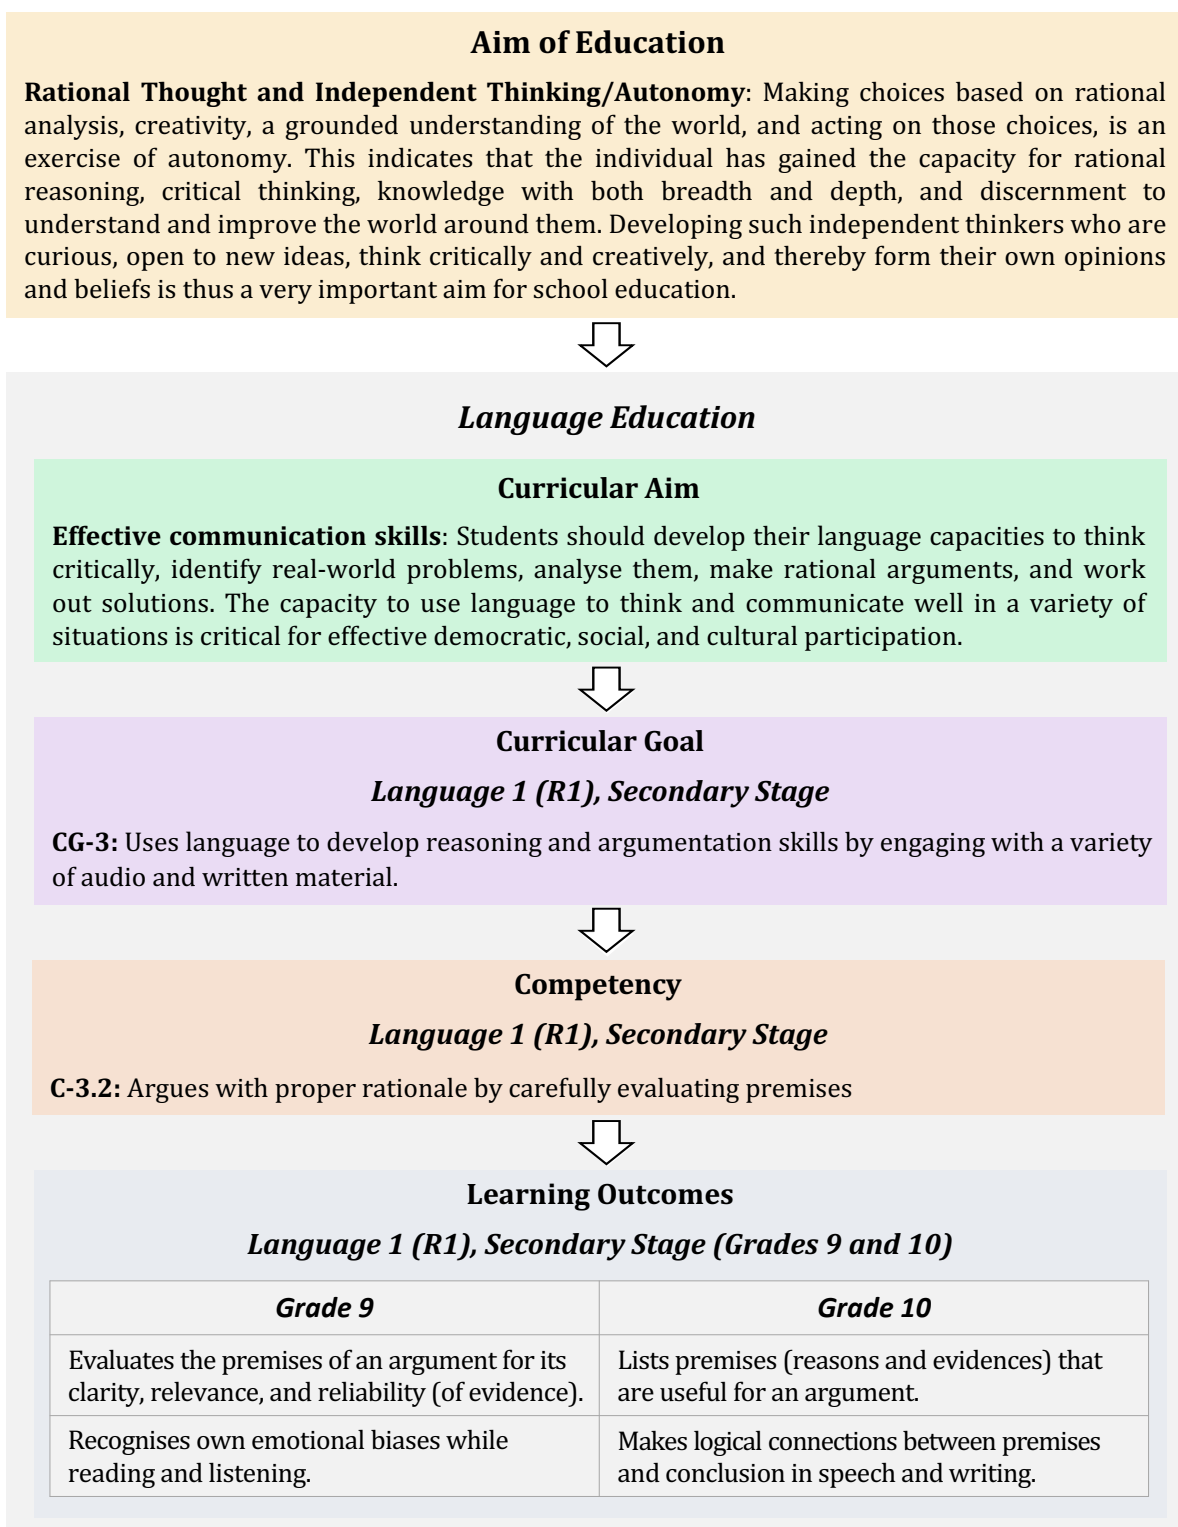 Aim of Education
Rational Thought and Independent Thinking/Autonomy: Making choices based on rational
analysis, creativity, a grounded understanding of the world, and acting on those choices, is an
exercise of autonomy. This indicates that the individual has gained the capacity for rational
reasoning, critical thinking, knowledge with both breadth and depth, and discernment to
understand and improve the world around them. Developing such independent thinkers who are
curious, open to new ideas, think critically and creatively, and thereby form their own opinions
and beliefs is thus a very important aim for school education.
Language Education
Curricular Aim
Effective communication skills: Students should develop their language capacities to think
critically, identify real-world problems, analyse them, make rational arguments, and work
out solutions. The capacity to use language to think and communicate well in a variety of
situations is critical for effective democratic, social, and cultural participation.
Curricular Goal
Language 1 (R1), Secondary Stage
CG-3: Uses language to develop reasoning and argumentation skills by engaging with a variety
of audio and written material.
Competency
Language 1 (R1), Secondary Stage
C-3.2: Argues with proper rationale by carefully evaluating premises
Learning Outcomes
Language 1 (R1), Secondary Stage (Grades 9 and 10)
Grade 9
Grade 10
Evaluates the premises of an argument for its
clarity, relevance, and reliability (of evidence).
Lists premises (reasons and evidences) that
are useful for an argument.
Recognises own emotional biases while
reading and listening.
Makes logical connections between premises
and conclusion in speech and writing.